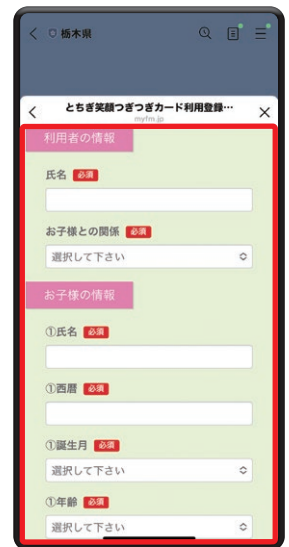 栃木県
とちぎ笑顔つぎつぎカード利用登録…
myfm.jp
利用者の情報
氏名 必須
お子様との関係 必須
選択して下さい
お子様の情報
①氏名 必須
①西暦 必須
①誕生月 必須
選択して下さい
①年齢 必須
選択して下さい